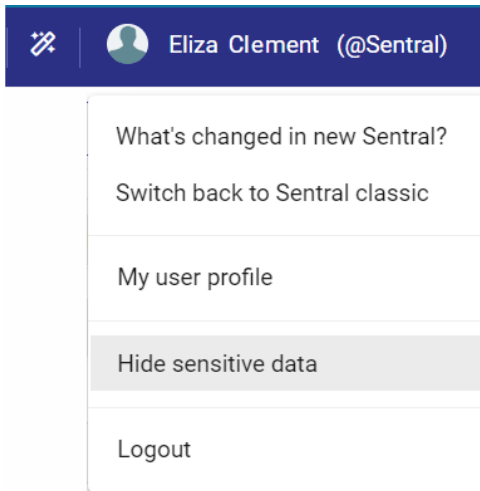 Eliza Clement (@Sentral)
What's changed in new Sentral?
Switch back to Sentral classic
My user profile
Hide sensitive data
Logout